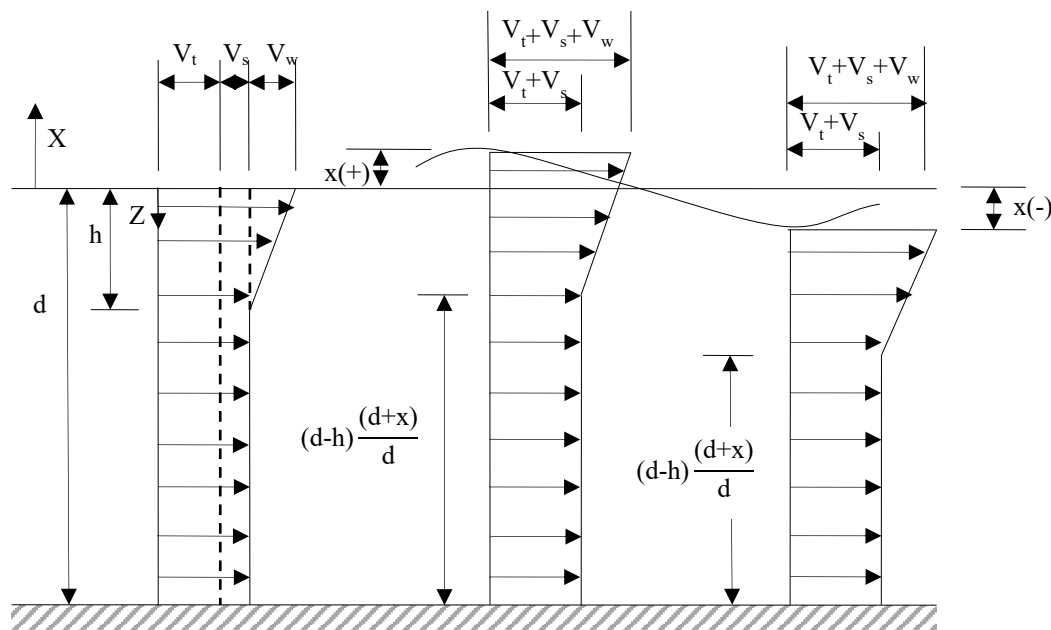 V_t V_s V_w
V_t+V_s+V_w
V_t+V_s
V_t+V_s+V_w
V_t+V_s
X
x(+)
x(-)
Z
h
d
(d-h) (d+x)/d
(d-h) (d+x)/d